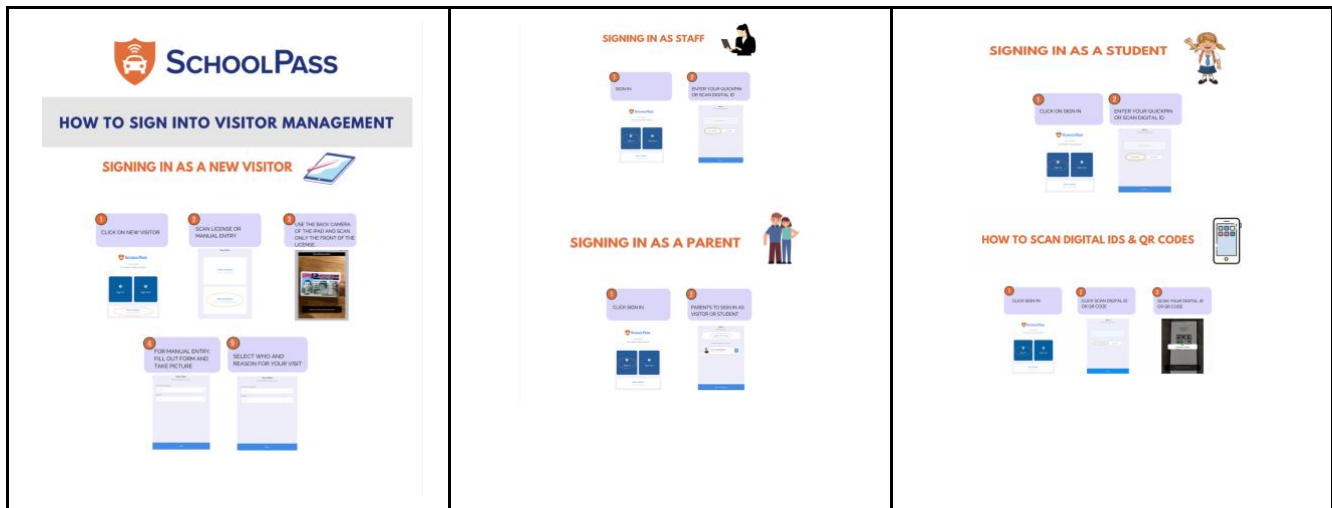 SCHOOLPASS
HOW TO SIGN INTO VISITOR MANAGEMENT
SIGNING IN AS A NEW VISITOR
1
CLICK ON NEW VISITOR
2
SCAN LICENSE OR
MANUAL ENTRY
3
USE THE BACK CAMERA
OF THE IPAD AND SCAN
ONLY THE FRONT OF THE
LICENSE.
SchoolPass
4
FOR MANUAL ENTRY,
FILL OUT FORM AND
TAKE PICTURE
5
SELECT WHO AND
REASON FOR YOUR VISIT
SIGNING IN AS STAFF
1
SIGN IN
2
ENTER YOUR QUICKPIN
OR SCAN DIGITAL ID
SchoolPass
SIGNING IN AS A PARENT
1
CLICK SIGN IN
2
PARENTS TO SIGN IN AS
VISITOR OR STUDENT
SchoolPass
SIGNING IN AS A STUDENT
1
CLICK ON SIGN IN
2
ENTER YOUR QUICKPIN
OR SCAN DIGITAL ID
SchoolPass
HOW TO SCAN DIGITAL IDS & QR CODES
1
CLICK SIGN IN
2
CLICK SCAN DIGITAL ID
OR QR CODE
3
SCAN YOUR DIGITAL ID
OR QR CODE
SchoolPass